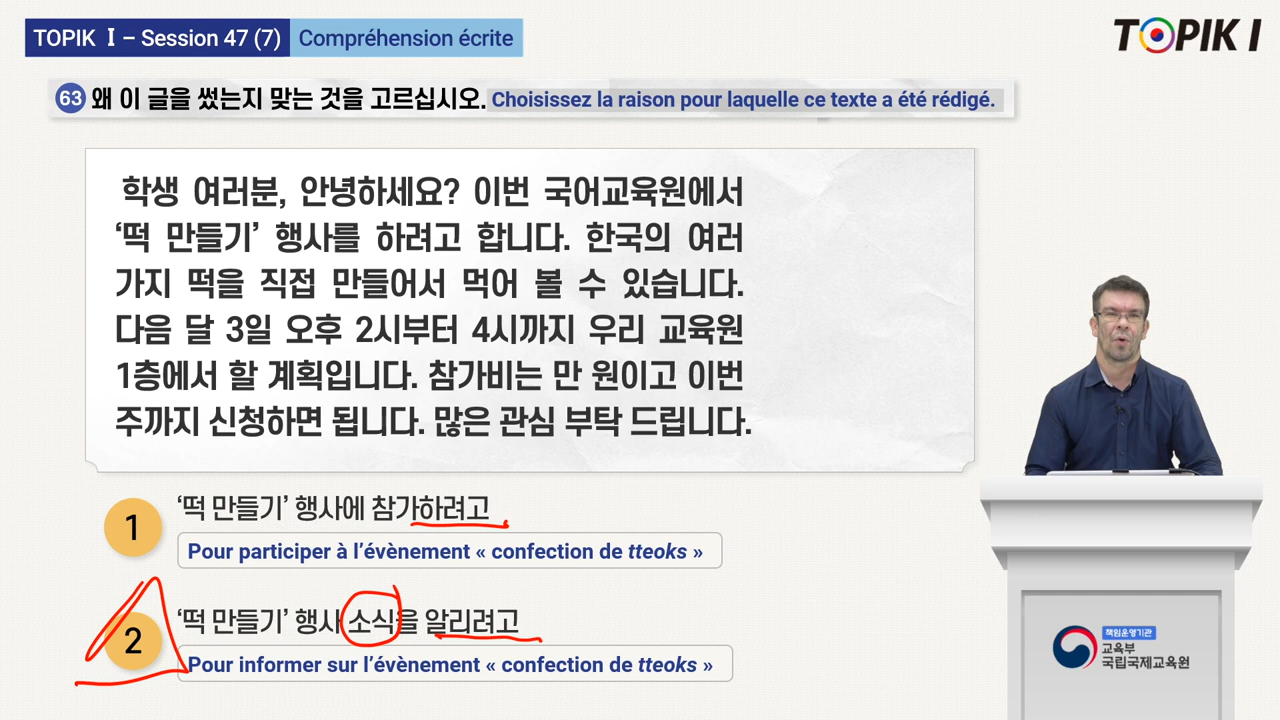 TOPIK Ⅰ – Session 47 (7) Compréhension écrite
TOPIK I
63 왜 이 글을 썼는지 맞는 것을 고르십시오. Choisissez la raison pour laquelle ce texte a été rédigé.
학생 여러분, 안녕하세요? 이번 국어교육원에서
‘떡 만들기’ 행사를 하려고 합니다. 한국의 여러
가지 떡을 직접 만들어서 먹어 볼 수 있습니다.
다음 달 3일 오후 2시부터 4시까지 우리 교육원
1층에서 할 계획입니다. 참가비는 만 원이고 이번
주까지 신청하면 됩니다. 많은 관심 부탁 드립니다.
1 ‘떡 만들기’ 행사에 참가하려고
Pour participer à l’évènement « confection de tteoks »
2 ‘떡 만들기’ 행사 소식을 알리려고
Pour informer sur l’évènement « confection de tteoks »
책임운영기관
교육부
국립국제교육원